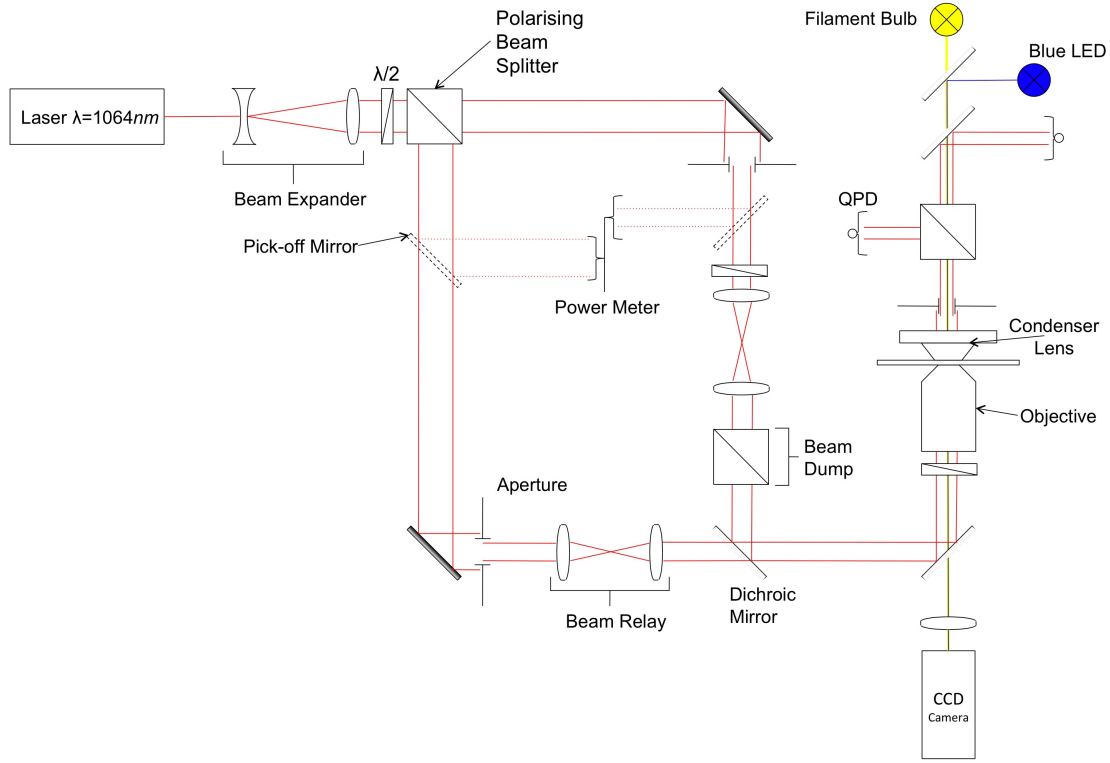 Polarising
Beam
Splitter
Filament Bulb
Blue LED
λ/2
Laser λ=1064nm
Beam Expander
QPD
Pick-off Mirror
Power Meter
Condenser
Lens
Objective
Beam
Dump
Aperture
Dichroic
Mirror
Beam Relay
CCD
Camera